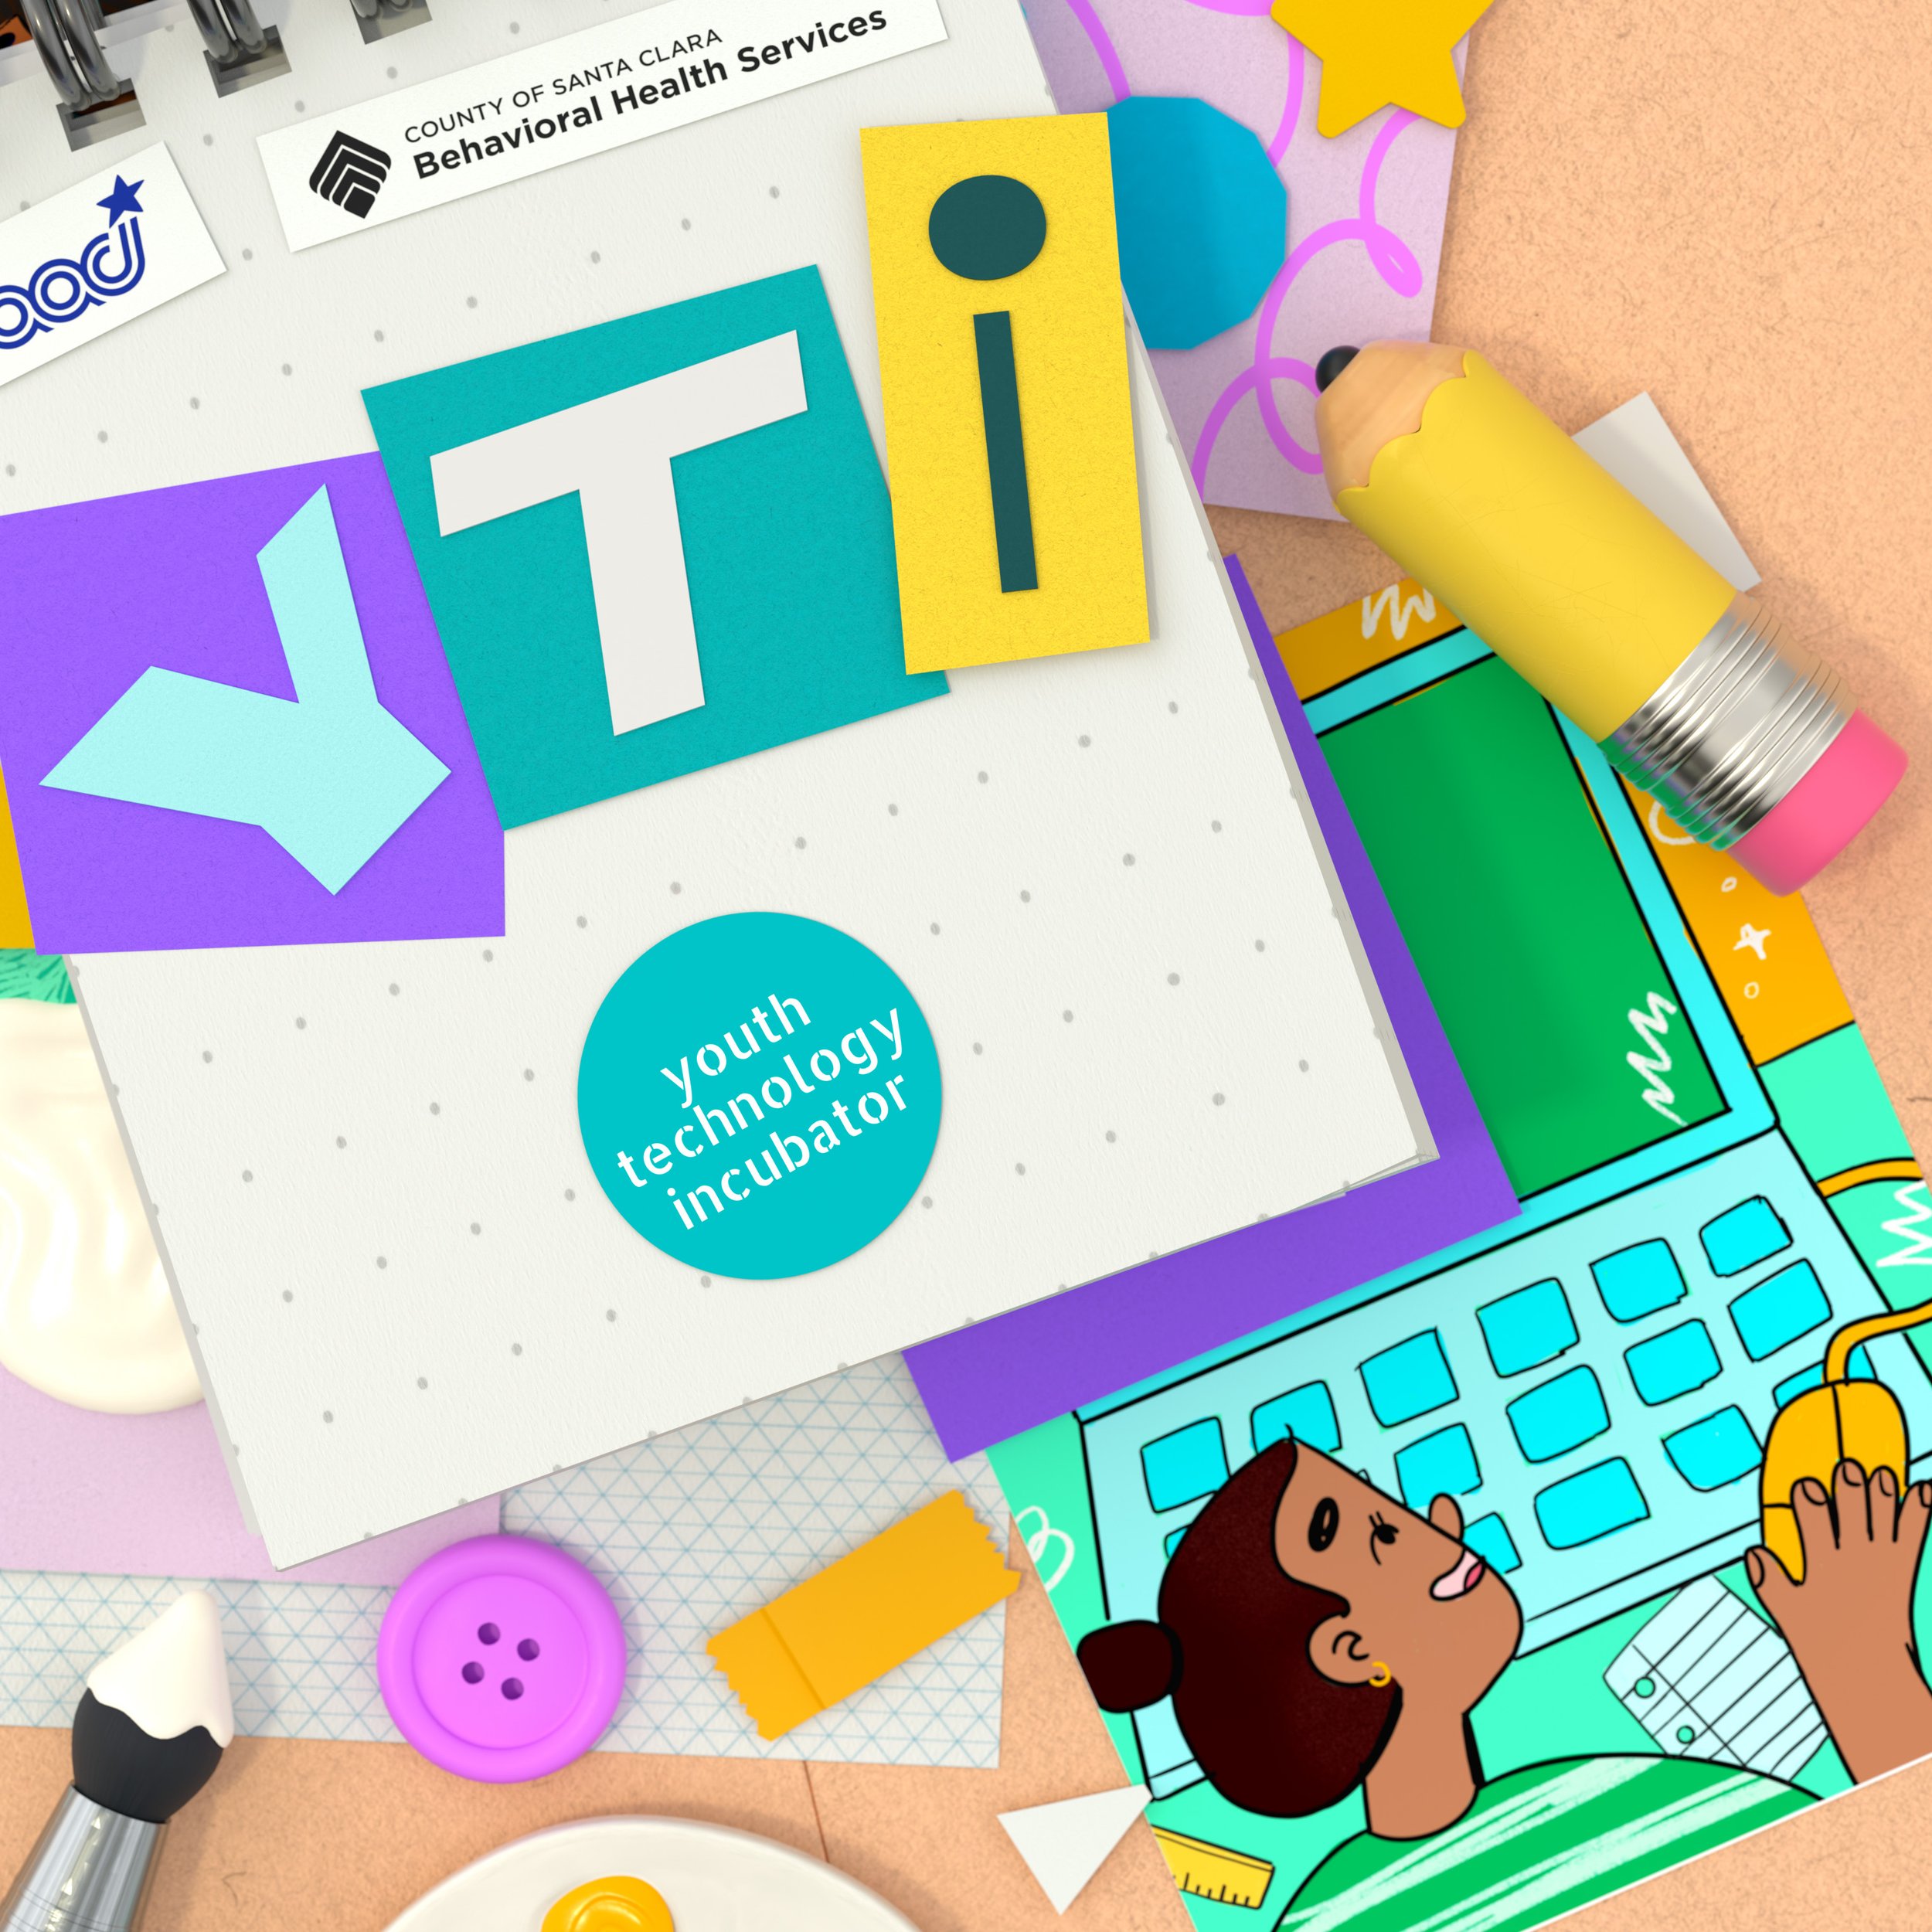 COUNTY OF SANTA CLARA
Behavioral Health Services
YTi
youth
technology
incubator